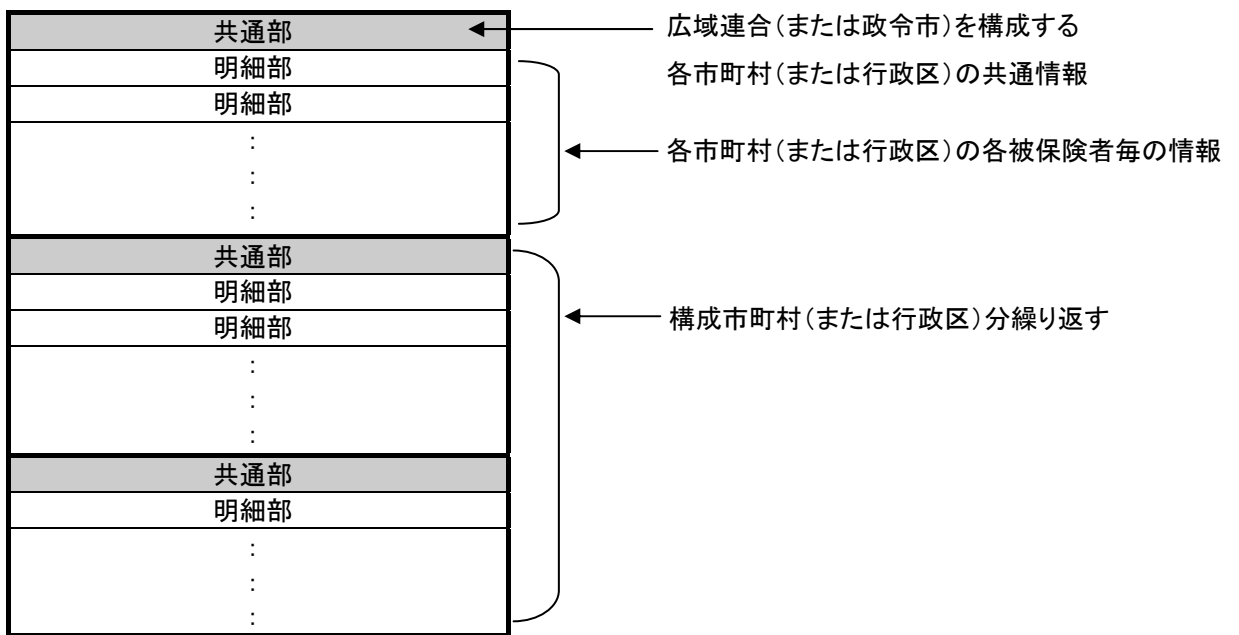 共通部
広域連合（または政令市）を構成する
明細部
各市町村（または行政区）の共通情報
明細部
:
各市町村（または行政区）の各被保険者毎の情報
:
:
共通部
明細部
明細部
構成市町村（または行政区）分繰り返す
:
:
:
共通部
明細部
:
:
: